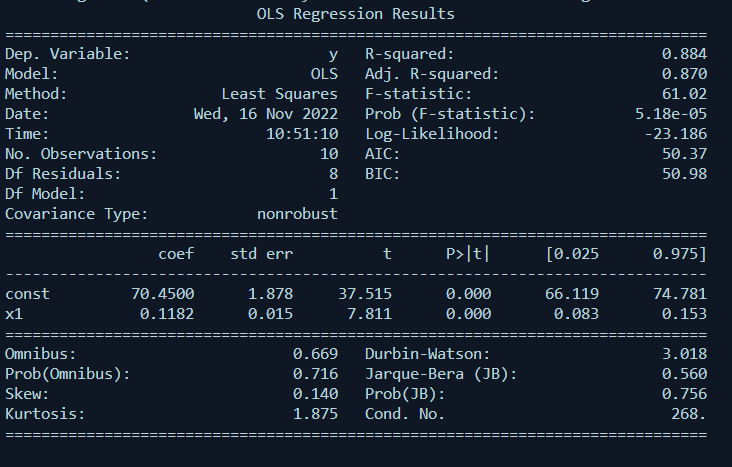 OLS Regression Results
==============================================================================
Dep. Variable:                      y   R-squared:                       0.884
Model:                            OLS   Adj. R-squared:                  0.870
Method:                 Least Squares   F-statistic:                     61.02
Date:                Wed, 16 Nov 2022   Prob (F-statistic):           5.18e-05
Time:                        10:51:10   Log-Likelihood:                -23.186
No. Observations:                  10   AIC:                             50.37
Df Residuals:                       8   BIC:                             50.98
Df Model:                           1
Covariance Type:            nonrobust
==============================================================================
                 coef    std err          t      P>|t|      [0.025      0.975]
------------------------------------------------------------------------------
const         70.4500      1.878     37.515      0.000      66.119      74.781
x1             0.1182      0.015      7.811      0.000       0.083       0.153
==============================================================================
Omnibus:                        0.669   Durbin-Watson:                   3.018
Prob(Omnibus):                  0.716   Jarque-Bera (JB):                0.560
Skew:                           0.140   Prob(JB):                        0.756
Kurtosis:                       1.875   Cond. No.                         268.
==============================================================================